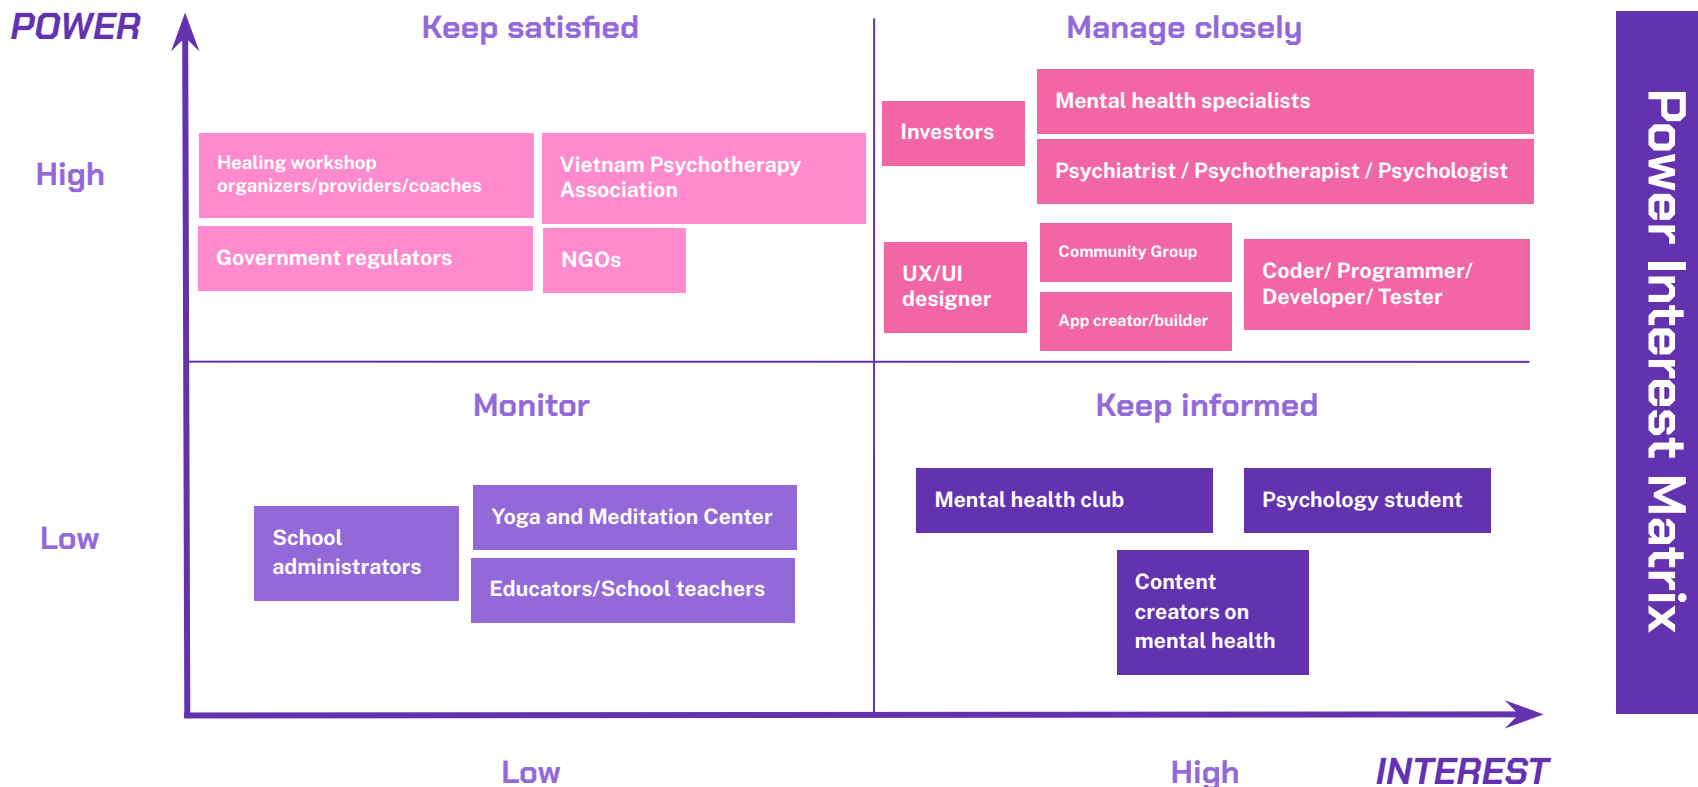 POWER
Keep satisfied
Manage closely
High
Healing workshop
organizers/providers/coaches
Vietnam Psychotherapy
Association
Government regulators
NGOs
Investors
Mental health specialists
Psychiatrist / Psychotherapist / Psychologist
UX/UI
designer
Community Group
App creator/builder
Coder/ Programmer/
Developer/ Tester
Monitor
Keep informed
Low
School
administrators
Yoga and Meditation Center
Educators/School teachers
Mental health club
Psychology student
Content
creators on
mental health
Low
High
INTEREST
Power Interest Matrix